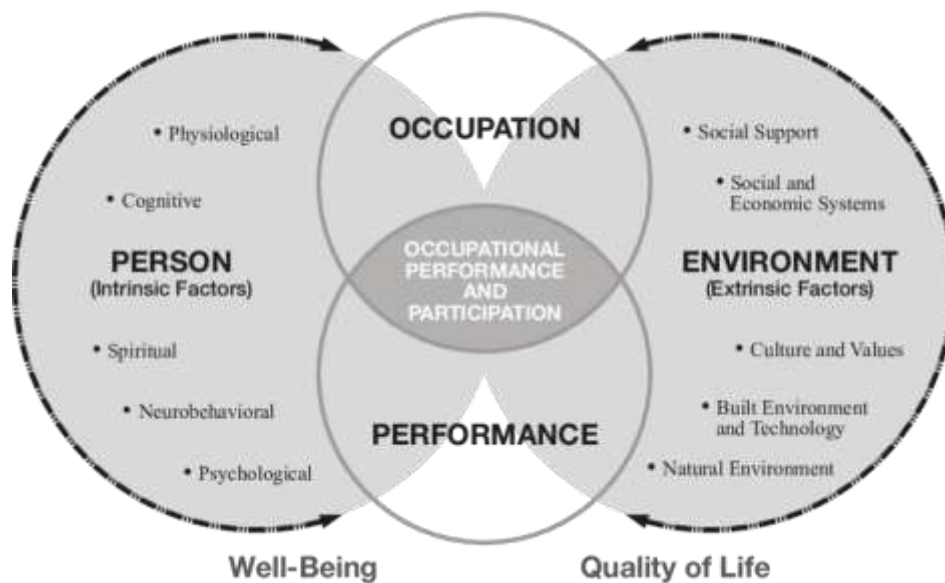 OCCUPATION
• Physiological
• Cognitive
PERSON
(Intrinsic Factors)
• Spiritual
• Neurobehavioral
• Psychological
OCCUPATIONAL
PERFORMANCE
AND
PARTICIPATION
PERFORMANCE
• Social Support
• Social and
Economic Systems
ENVIRONMENT
(Extrinsic Factors)
• Culture and Values
• Built Environment
and Technology
• Natural Environment
Well-Being
Quality of Life